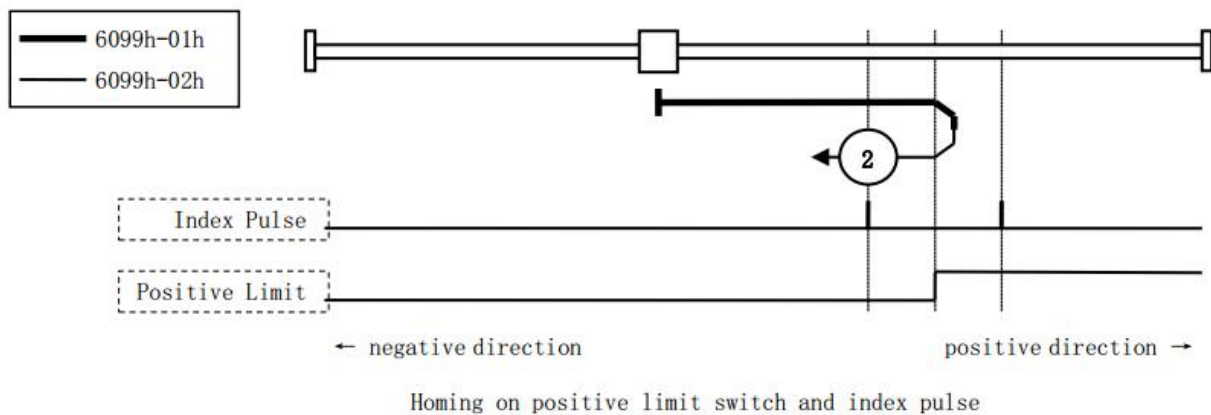 6099h-01h
6099h-02h
2
Index Pulse
Positive Limit
← negative direction
positive direction →
Homing on positive limit switch and index pulse